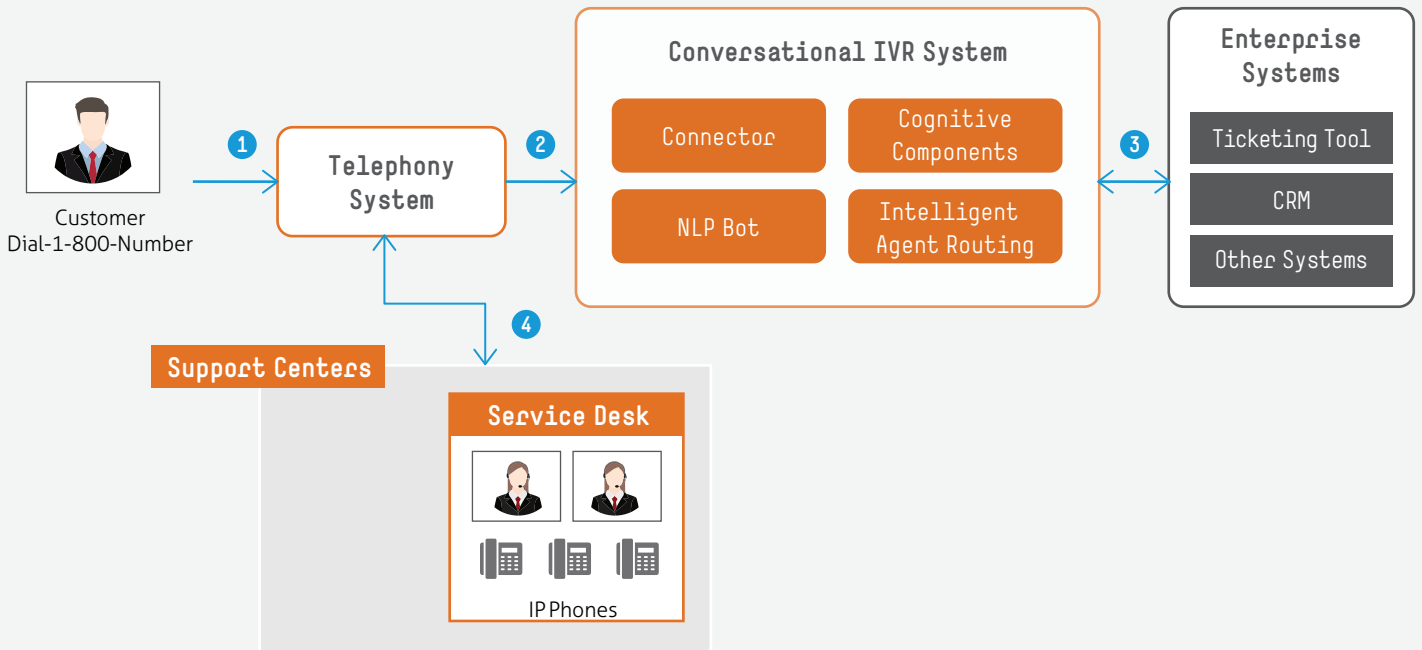 Customer
Dial-1-800-Number
1
Telephony
System
2
Conversational IVR System
Connector
Cognitive
Components
NLP Bot
Intelligent
Agent Routing
3
Enterprise
Systems
Ticketing Tool
CRM
Other Systems
4
Support Centers
Service Desk
IP Phones